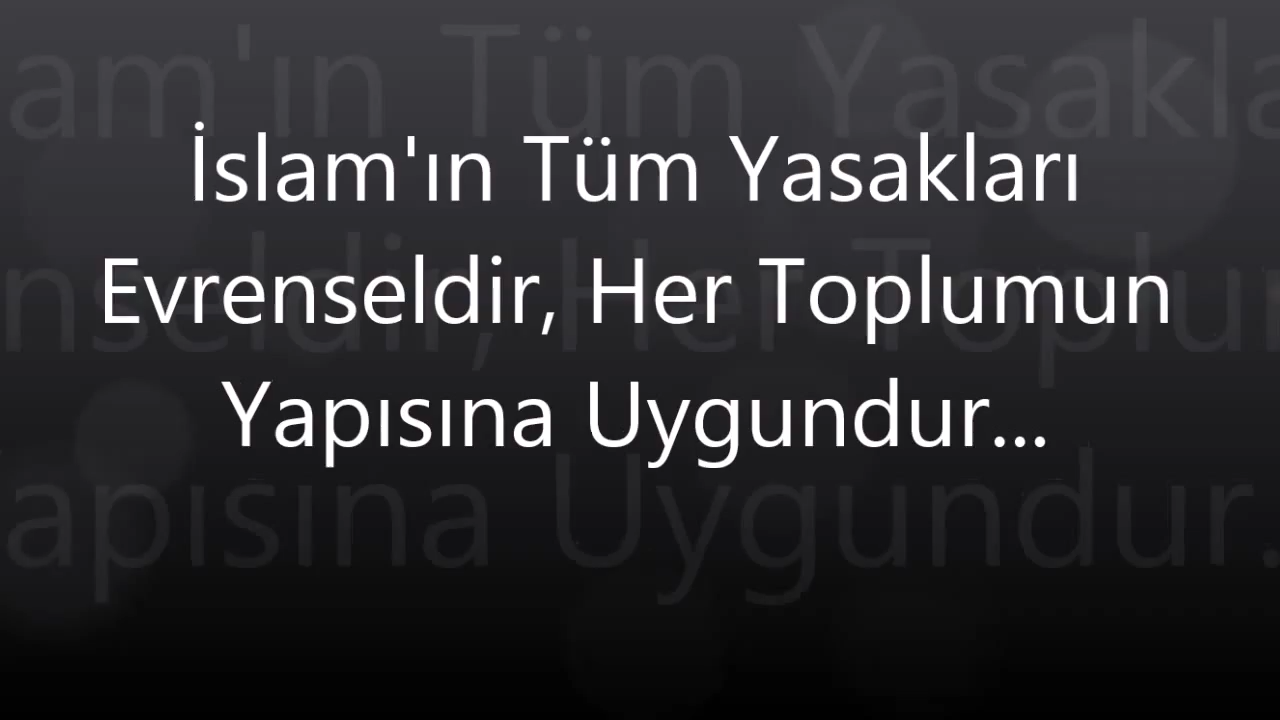 İslam'ın Tüm Yasakları
Evrenseldir, Her Toplumun
Yapısına Uygundur...